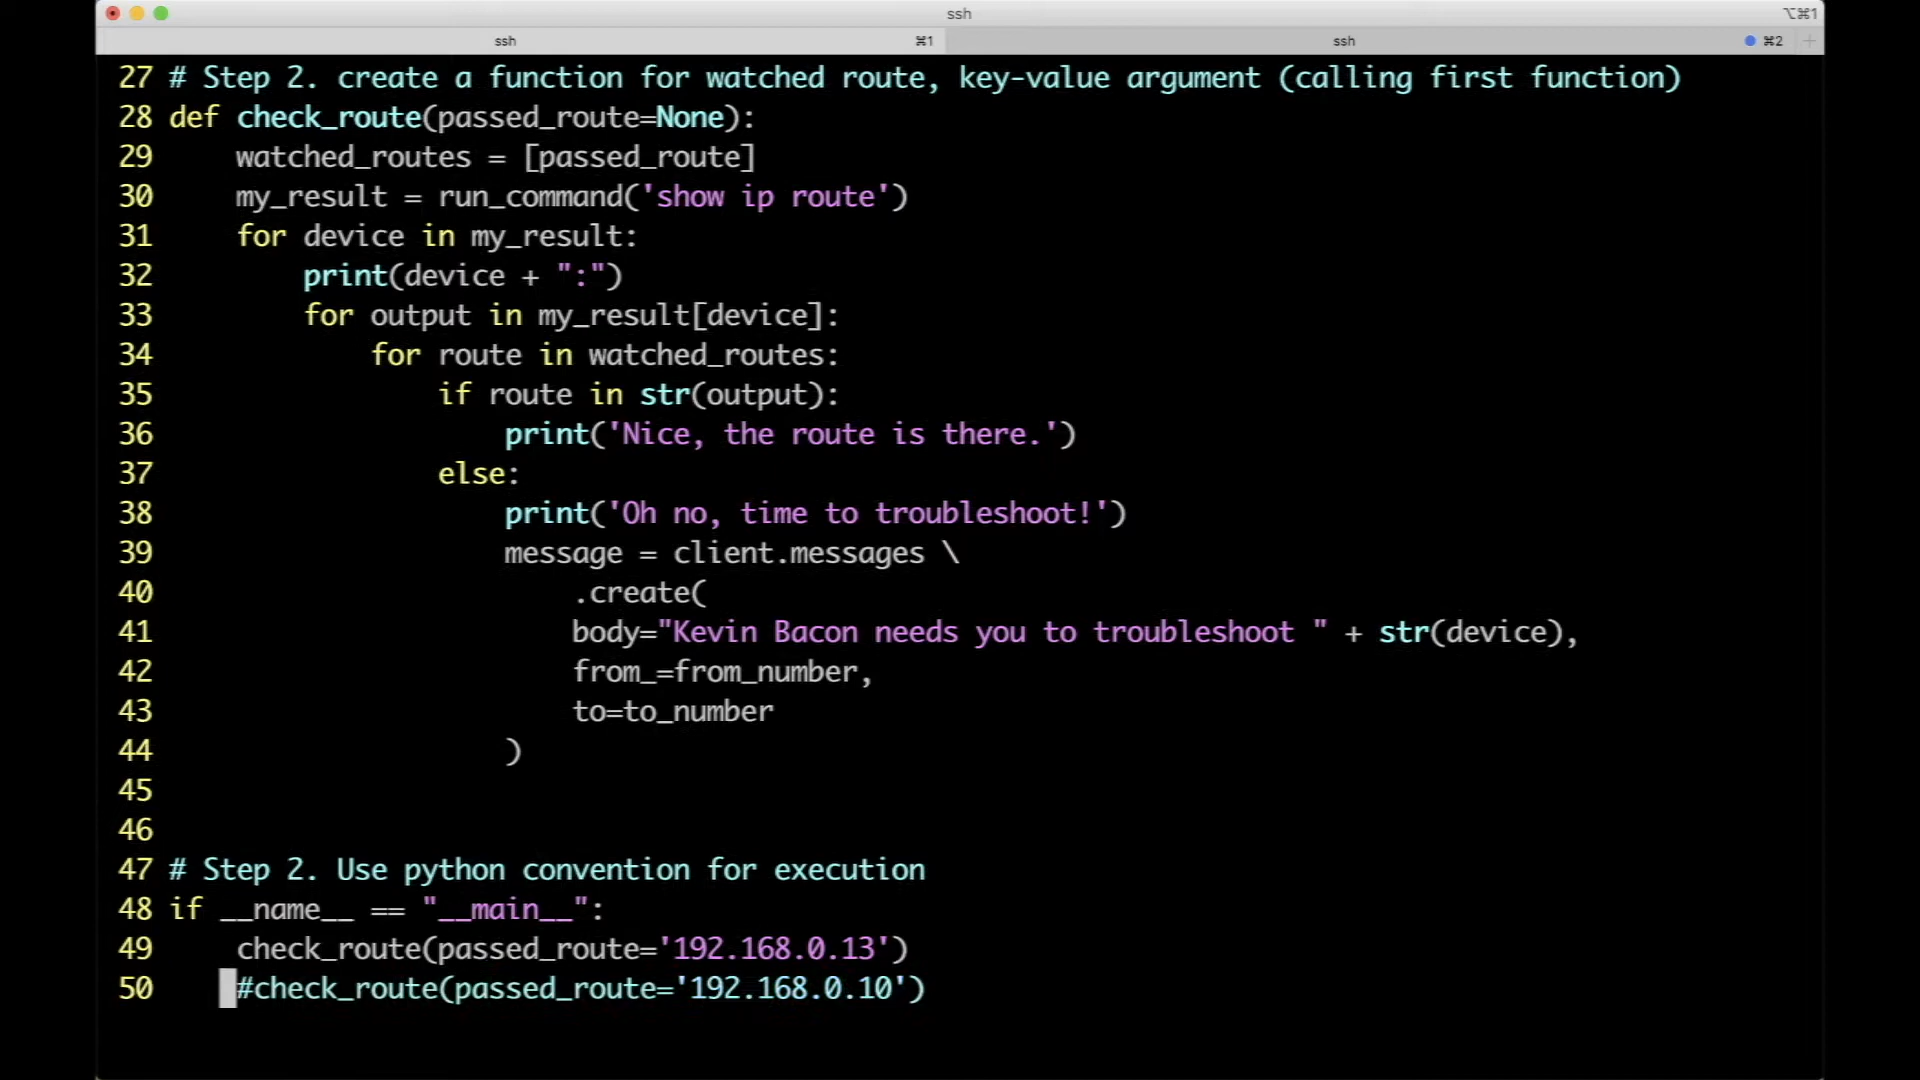 ssh
⌥⌘1
ssh ⌘1
ssh ⌘2 +
27 # Step 2. create a function for watched route, key-value argument (calling first function)
28 def check_route(passed_route=None):
29     watched_routes = [passed_route]
30     my_result = run_command('show ip route')
31     for device in my_result:
32         print(device + ":")
33         for output in my_result[device]:
34             for route in watched_routes:
35                 if route in str(output):
36                     print('Nice, the route is there.')
37                 else:
38                     print('Oh no, time to troubleshoot!')
39                     message = client.messages \
40                         .create(
41                         body="Kevin Bacon needs you to troubleshoot " + str(device),
42                         from_=from_number,
43                         to=to_number
44                     )
45
46
47 # Step 2. Use python convention for execution
48 if __name__ == "__main__":
49     check_route(passed_route='192.168.0.13')
50     #check_route(passed_route='192.168.0.10')